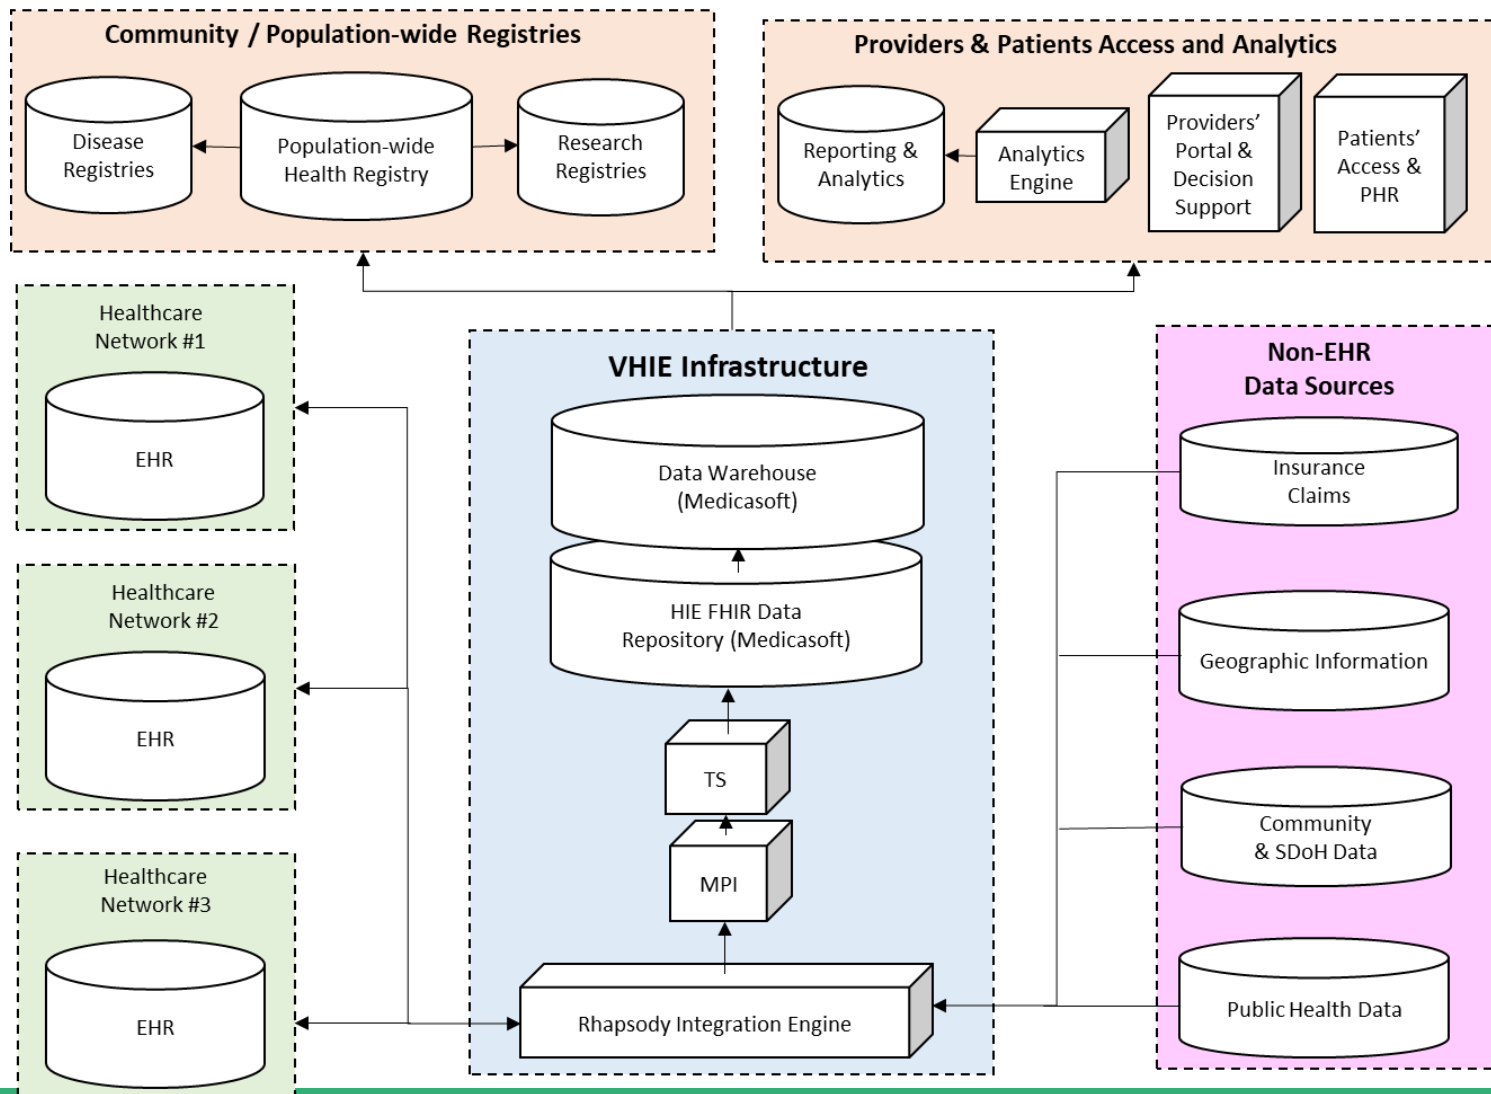 Community / Population-wide Registries
Disease
Registries
Population-wide
Health Registry
Research
Registries
Providers & Patients Access and Analytics
Reporting &
Analytics
Analytics
Engine
Providers’
Portal &
Decision
Support
Patients’
Access &
PHR
Healthcare
Network #1
EHR
Healthcare
Network #2
EHR
Healthcare
Network #3
EHR
VHIE Infrastructure
Data Warehouse
(Medicasoft)
HIE FHIR Data
Repository (Medicasoft)
TS
MPI
Rhapsody Integration Engine
Non-EHR
Data Sources
Insurance
Claims
Geographic Information
Community
& SDoH Data
Public Health Data